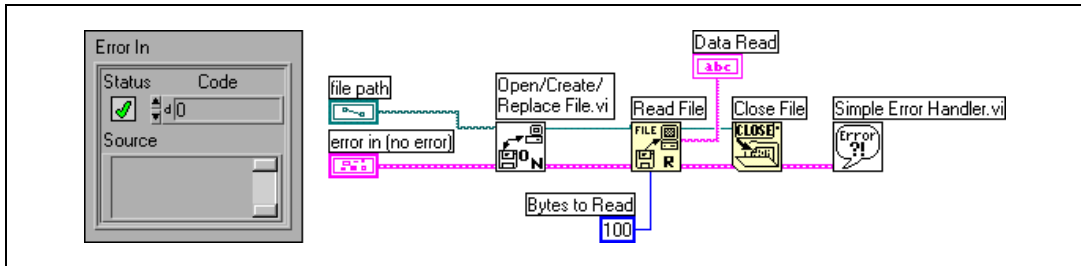 Error In
Status Code
d 0
Source
file path
error in (no error)
Open/Create/
Replace File.vi
O N
Bytes to Read
100
Read File
FILE
R
Data Read
abc
Close File
CLOSE
Simple Error Handler.vi
Error
?!